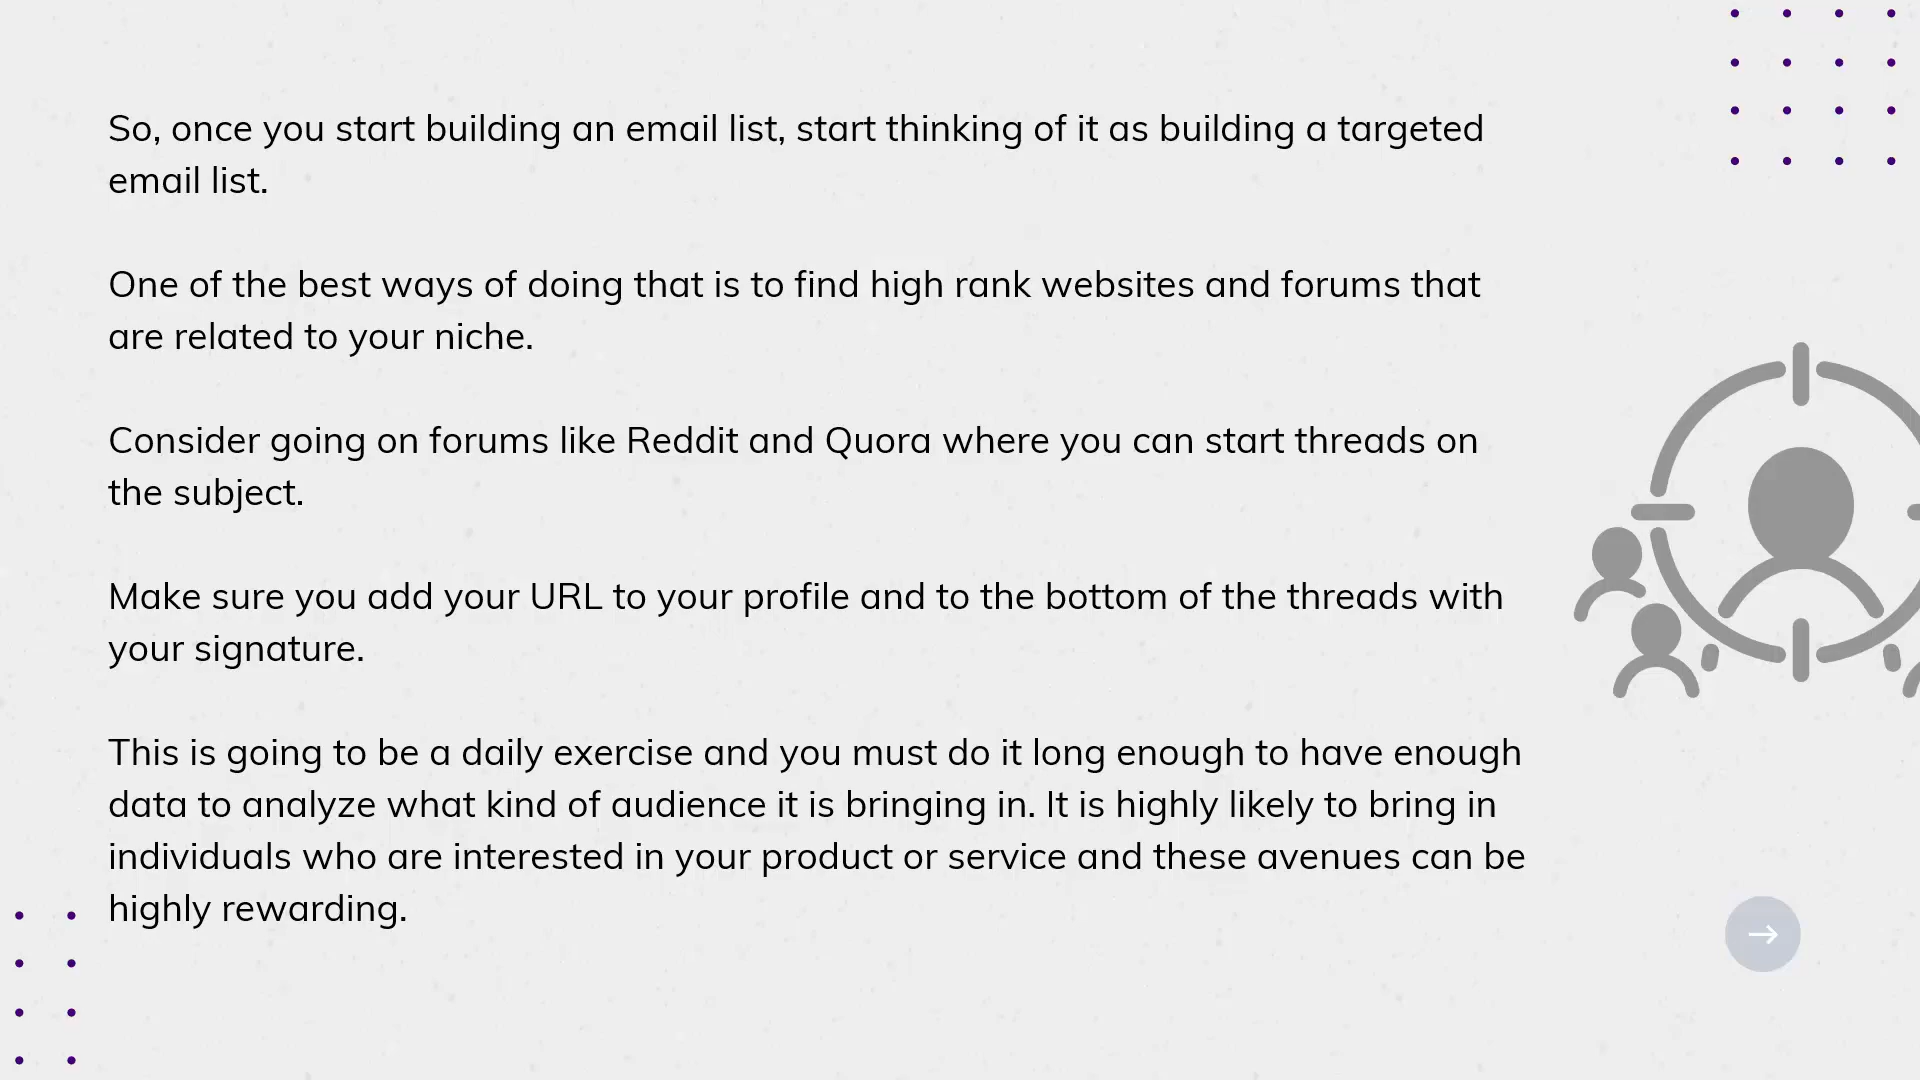 So, once you start building an email list, start thinking of it as building a targeted
email list.
One of the best ways of doing that is to find high rank websites and forums that
are related to your niche.
Consider going on forums like Reddit and Quora where you can start threads on
the subject.
Make sure you add your URL to your profile and to the bottom of the threads with
your signature.
This is going to be a daily exercise and you must do it long enough to have enough
data to analyze what kind of audience it is bringing in. It is highly likely to bring in
individuals who are interested in your product or service and these avenues can be
highly rewarding.